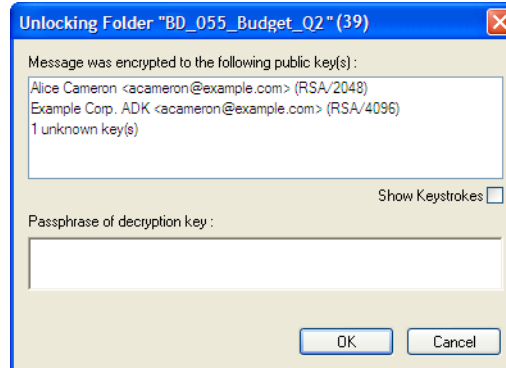 Unlocking Folder "BD_055_Budget_Q2" (39)
Message was encrypted to the following public key(s) :
Alice Cameron <acameron@example.com> (RSA/2048)
Example Corp. ADK <acameron@example.com> (RSA/4096)
1 unknown key(s)
Show Keystrokes
Passphrase of decryption key :
OK Cancel